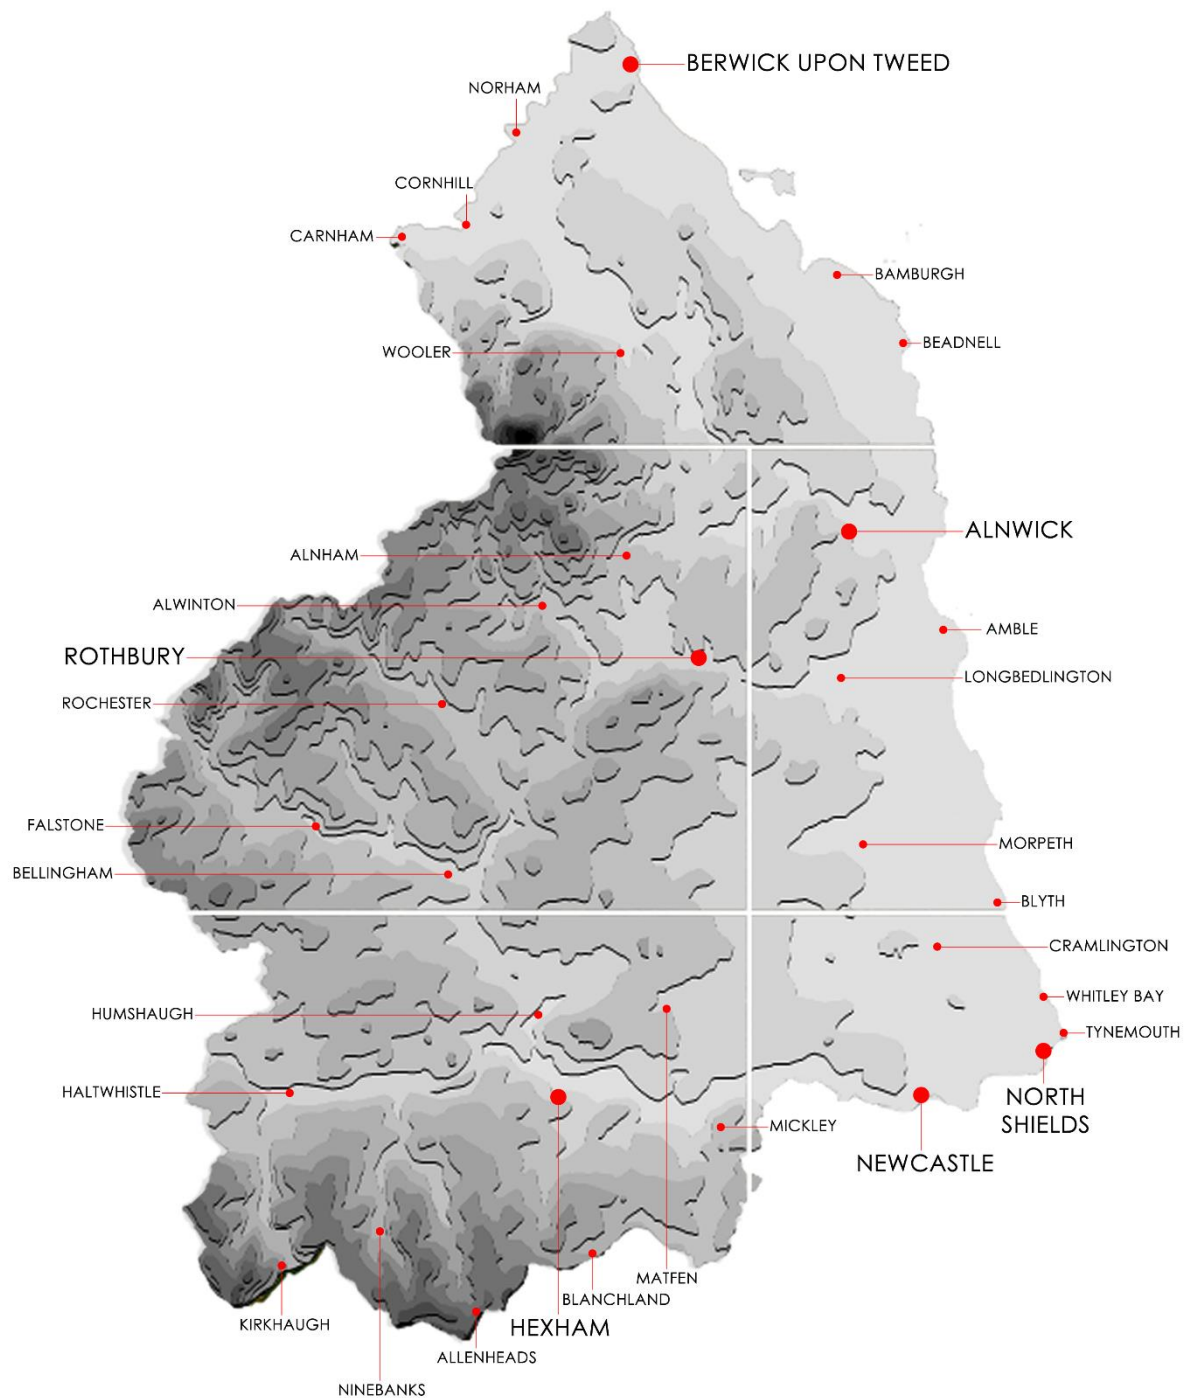 BERWICK UPON TWEED
NORHAM
CORNHILL
CARNHAM
BAMBURGH
BEADNELL
WOOLER
ALNWICK
ALNHAM
ALWINTON
AMBLE
ROTHBURY
LONGBEDLINGTON
ROCHESTER
FALSTONE
MORPETH
BELLINGHAM
BLYTH
CRAMLINGTON
WHITLEY BAY
HUMSHAUGH
TYNEMOUTH
HALTWHISTLE
NORTH
SHIELDS
MICKLEY
NEWCASTLE
MATFEN
BLANCHLAND
KIRKHAUGH
HEXHAM
ALLENHEADS
NINEBANKS